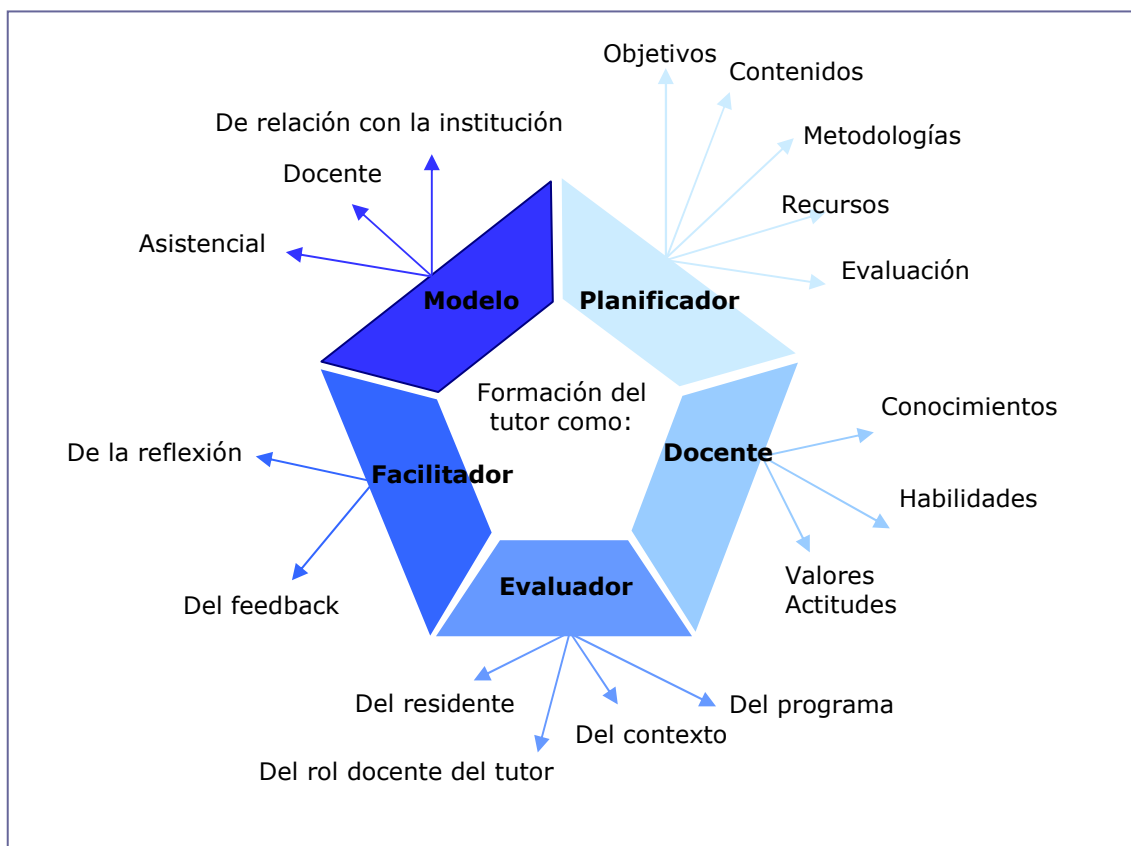 Objetivos
Contenidos
De relación con la institución
Metodologías
Docente
Recursos
Asistencial
Evaluación
Modelo
Planificador
Formación del
tutor como:
Conocimientos
De la reflexión
Docente
Facilitador
Habilidades
Valores
Actitudes
Evaluador
Del feedback
Del residente
Del programa
Del contexto
Del rol docente del tutor